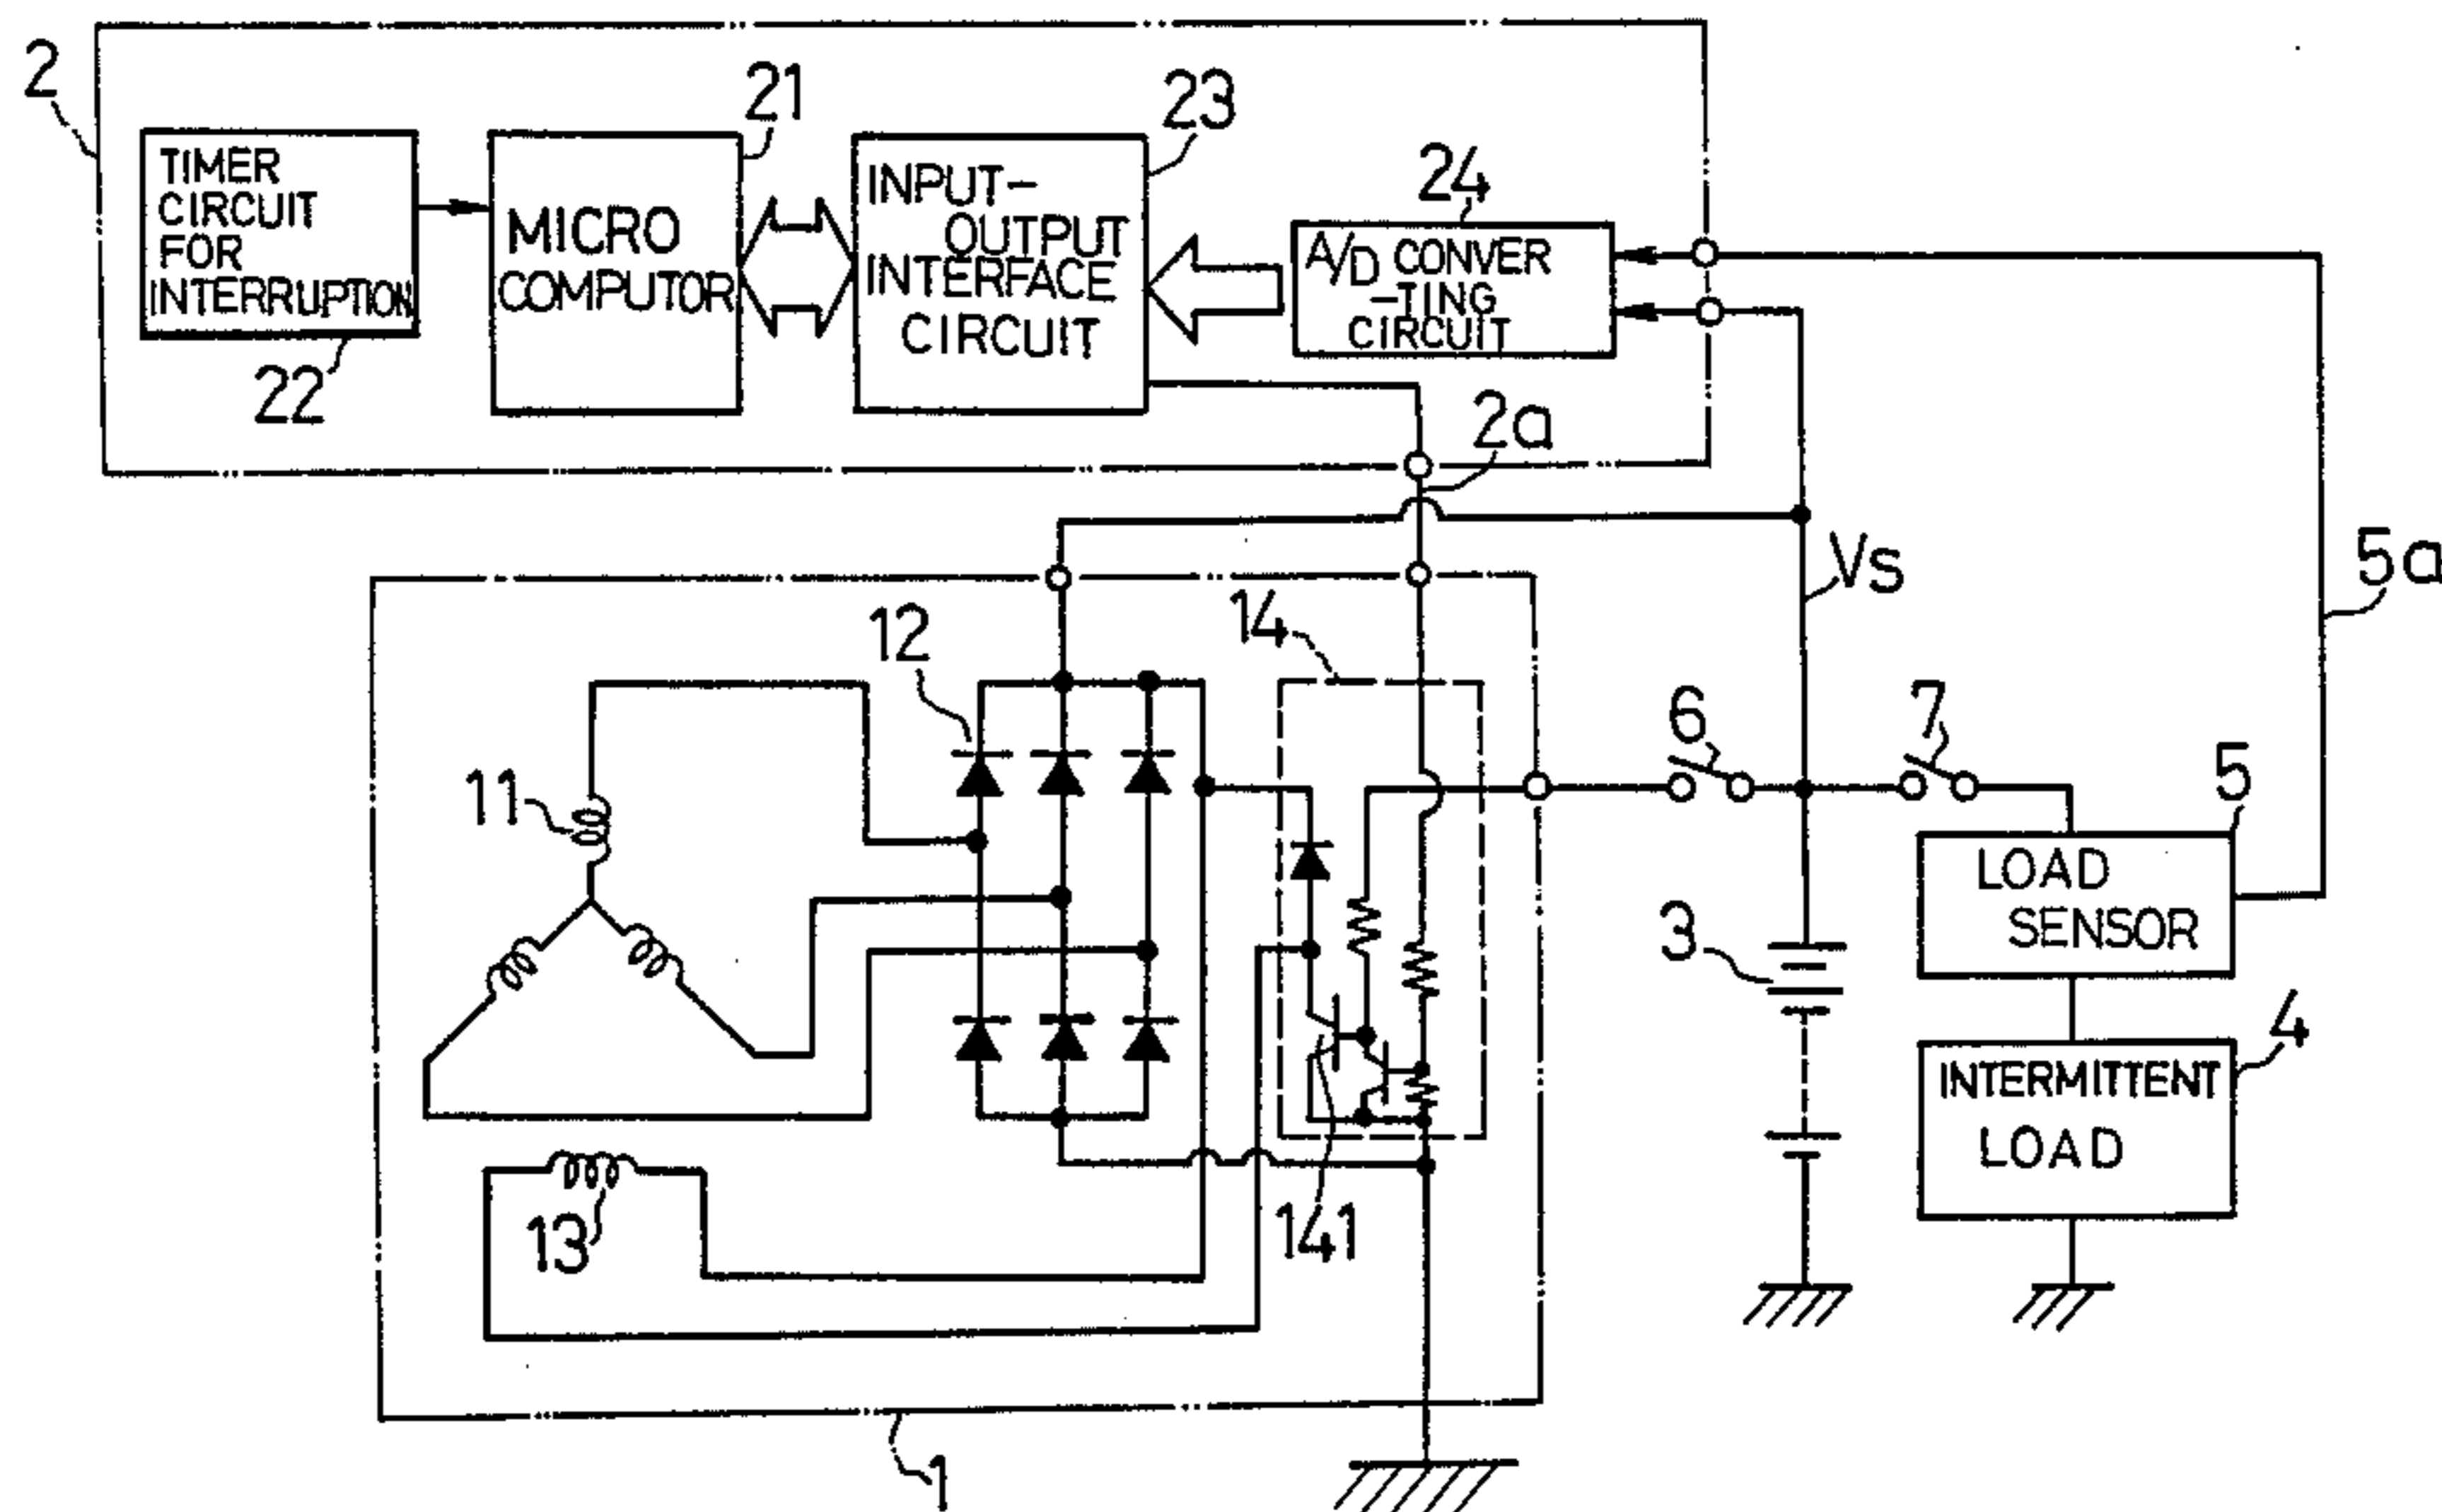 2
21
23
24
TIMER
CIRCUIT
FOR
INTERRUPTION
22
MICRO
COMPUTOR
INPUT-
OUTPUT
INTERFACE
CIRCUIT
A/D CONVER
-TING
CIRCUIT
2a
Vs
5a
12
14
11
6
7
5
LOAD
SENSOR
3
4
INTERMITTENT
LOAD
13
141
1